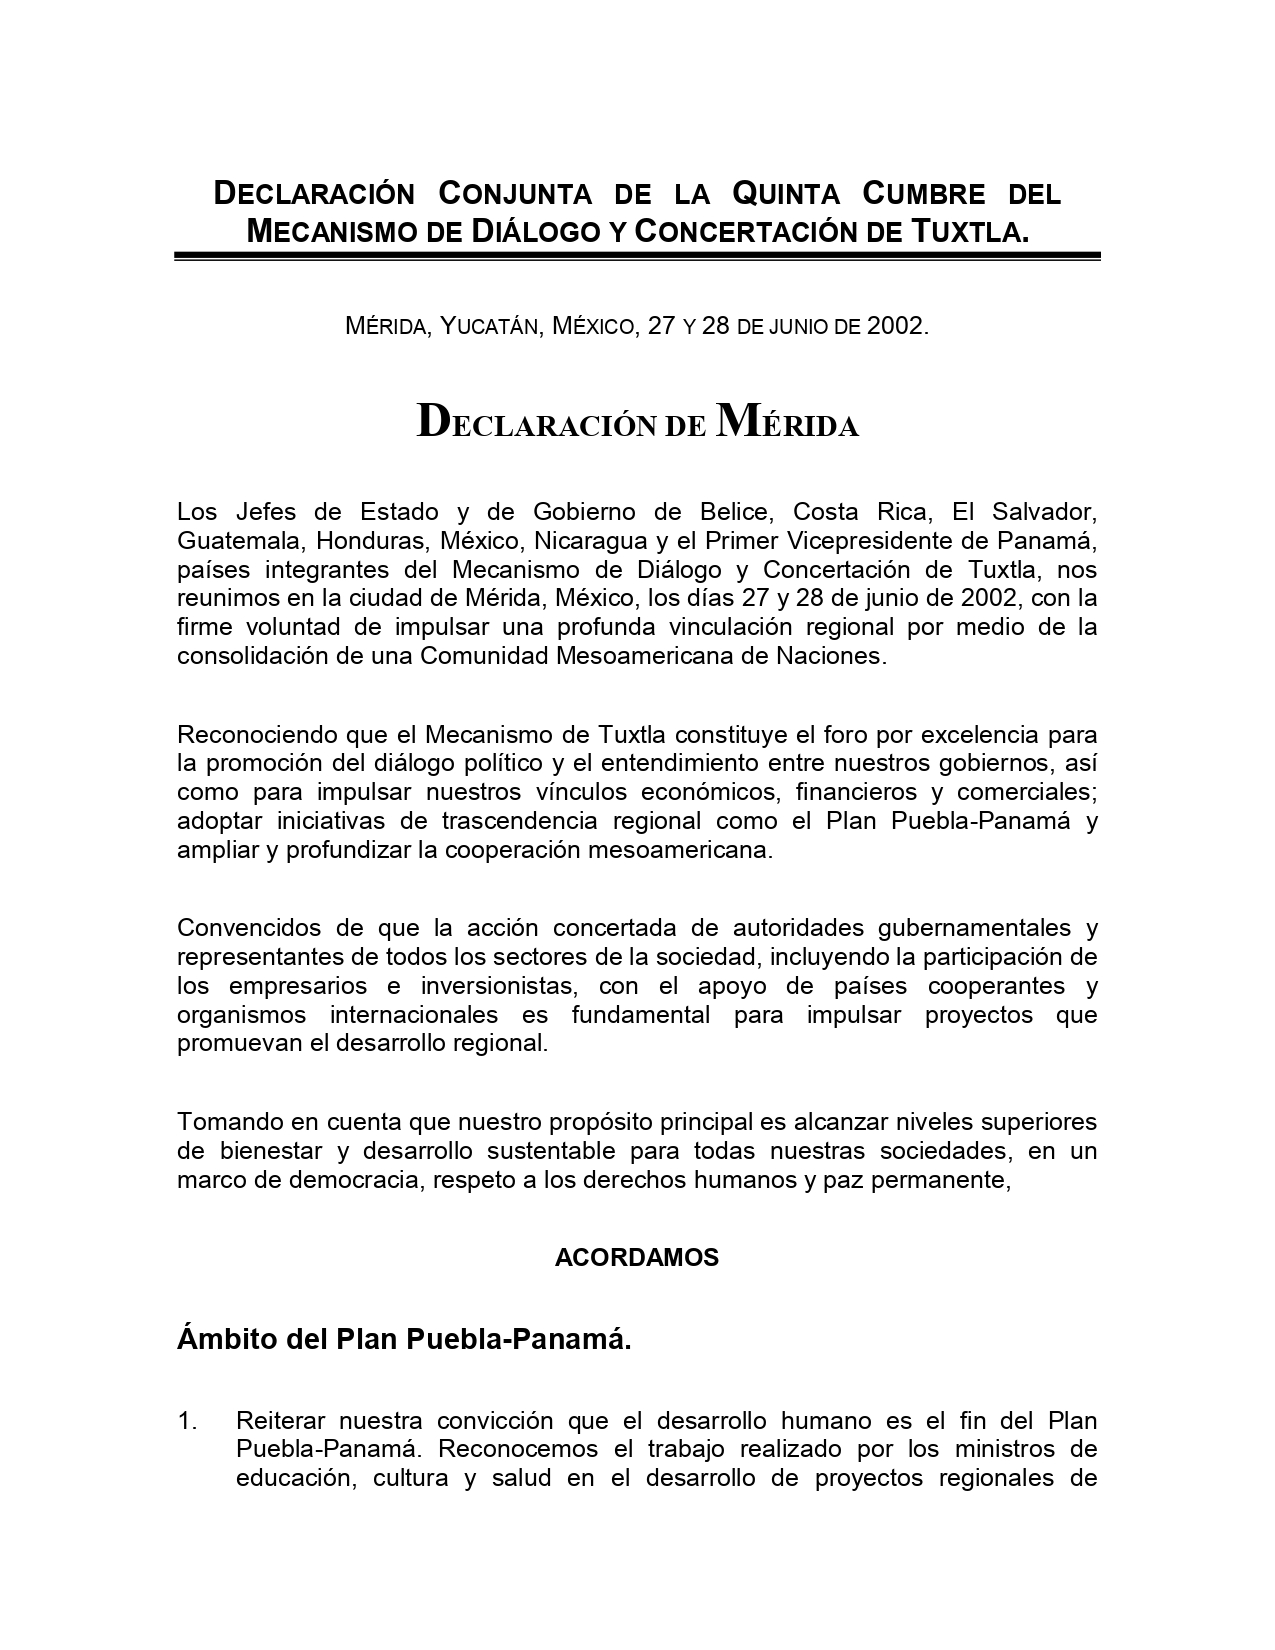 DECLARACIÓN CONJUNTA DE LA QUINTA CUMBRE DEL
MECANISMO DE DIÁLOGO Y CONCERTACIÓN DE TUXTLA.
MÉRIDA, YUCATÁN, MÉXICO, 27 Y 28 DE JUNIO DE 2002.
DECLARACIÓN DE MÉRIDA
Los Jefes de Estado y de Gobierno de Belice, Costa Rica, El Salvador,
Guatemala, Honduras, México, Nicaragua y el Primer Vicepresidente de Panamá,
países integrantes del Mecanismo de Diálogo y Concertación de Tuxtla, nos
reunimos en la ciudad de Mérida, México, los días 27 y 28 de junio de 2002, con la
firme voluntad de impulsar una profunda vinculación regional por medio de la
consolidación de una Comunidad Mesoamericana de Naciones.
Reconociendo que el Mecanismo de Tuxtla constituye el foro por excelencia para
la promoción del diálogo político y el entendimiento entre nuestros gobiernos, así
como para impulsar nuestros vínculos económicos, financieros y comerciales;
adoptar iniciativas de trascendencia regional como el Plan Puebla-Panamá y
ampliar y profundizar la cooperación mesoamericana.
Convencidos de que la acción concertada de autoridades gubernamentales y
representantes de todos los sectores de la sociedad, incluyendo la participación de
los empresarios e inversionistas, con el apoyo de países cooperantes y
organismos internacionales es fundamental para impulsar proyectos que
promuevan el desarrollo regional.
Tomando en cuenta que nuestro propósito principal es alcanzar niveles superiores
de bienestar y desarrollo sustentable para todas nuestras sociedades, en un
marco de democracia, respeto a los derechos humanos y paz permanente,
ACORDAMOS
Ámbito del Plan Puebla-Panamá.
1. Reiterar nuestra convicción que el desarrollo humano es el fin del Plan
Puebla-Panamá. Reconocemos el trabajo realizado por los ministros de
educación, cultura y salud en el desarrollo de proyectos regionales de